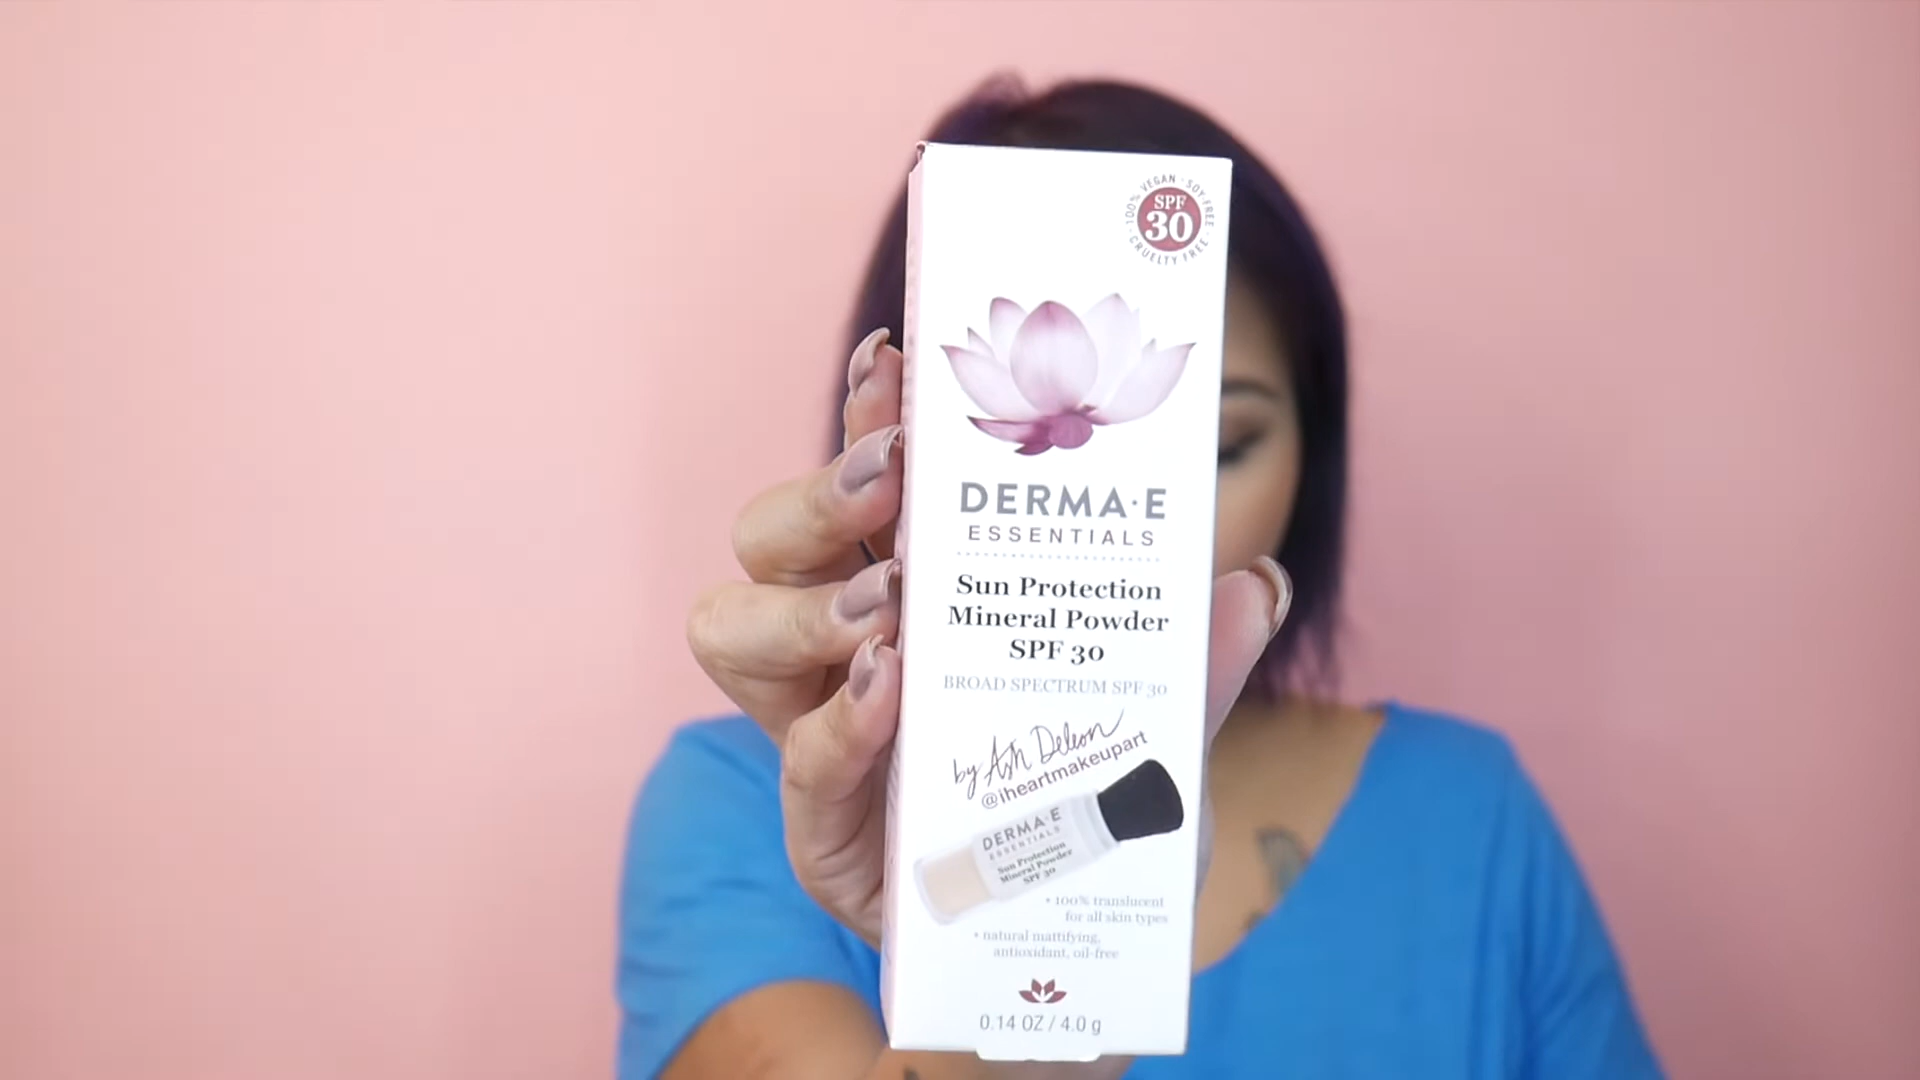 100% VEGAN · SOY FREE · CRUELTY FREE ·
SPF
30
DERMA·E
ESSENTIALS
Sun Protection
Mineral Powder
SPF 30
BROAD SPECTRUM SPF 30
by Ash Deleon
@iheartmakeupart
DERMA·E
ESSENTIALS
Sun Protection
Mineral Powder
SPF 30
• 100% translucent
for all skin types
• natural mattifying,
antioxidant, oil-free
0.14 OZ / 4.0 g